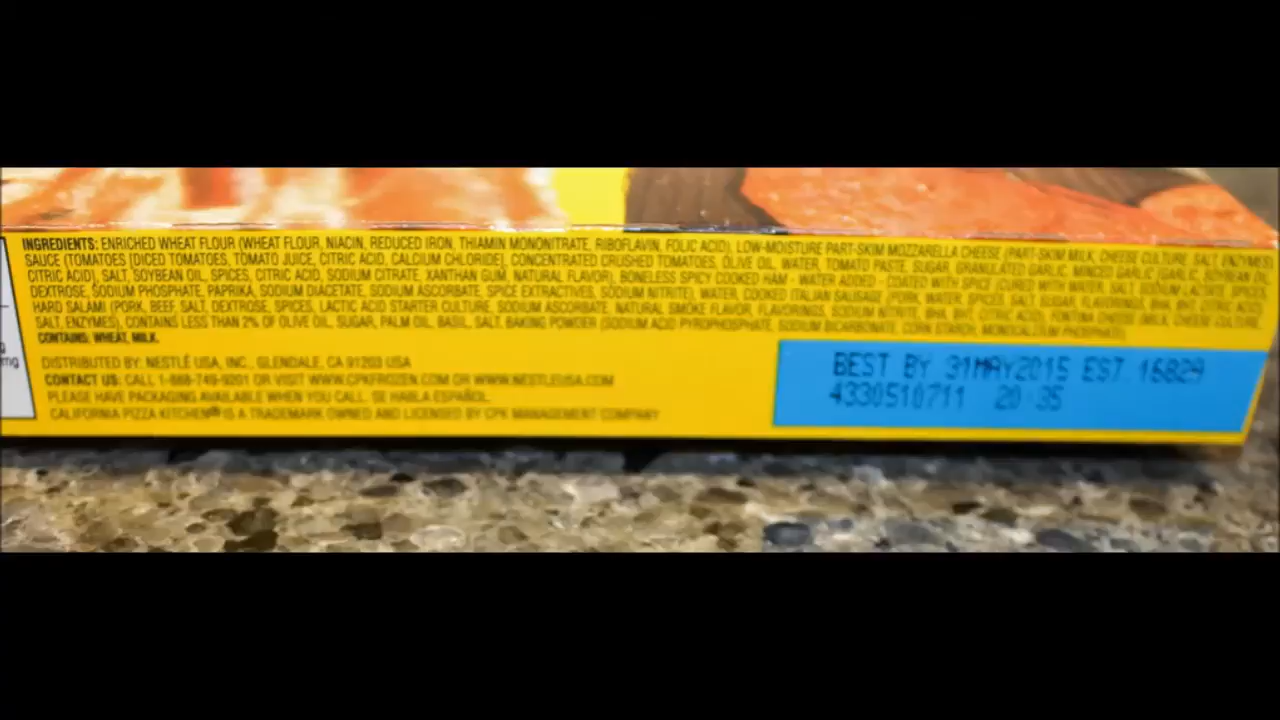 INGREDIENTS: ENRICHED WHEAT FLOUR (WHEAT FLOUR, NIACIN, REDUCED IRON, THIAMIN MONONITRATE, RIBOFLAVIN, FOLIC ACID), LOW-MOISTURE PART-SKIM MOZZARELLA CHEESE (PART-SKIM MILK, CHEESE CULTURE, SALT, ENZYMES)
SAUCE (TOMATOES (DICED TOMATOES, TOMATO JUICE, CITRIC ACID, CALCIUM CHLORIDE), CONCENTRATED CRUSHED TOMATOES, OLIVE OIL, WATER, TOMATO PASTE, SUGAR, GRANULATED GARLIC, MINCED GARLIC (GARLIC, OIL,
CITRIC ACID), SALT, SOYBEAN OIL, SPICES, CITRIC ACID, SODIUM CITRATE, XANTHAN GUM, NATURAL FLAVOR), BONELESS SPICY COOKED HAM - WATER ADDED - COATED WITH SPICE (CURED WITH WATER, SALT,
DEXTROSE, SODIUM PHOSPHATE, PAPRIKA, SODIUM DIACETATE, SODIUM ASCORBATE, SPICE EXTRACTIVES, SODIUM NITRITE), WATER, COOKED ITALIAN SAUSAGE (PORK, WATER, SPICES, SALT, SUGAR, FLAVORINGS, BHA, BHT, CITRIC ACID),
HARD SALAMI (PORK, BEEF, SALT, DEXTROSE, SPICES, LACTIC ACID STARTER CULTURE, SODIUM ASCORBATE, NATURAL SMOKE FLAVOR, FLAVORINGS, SODIUM NITRITE, BHA, BHT, CITRIC ACID), FONTINA CHEESE (MILK, CHEESE CULTURE,
SALT, ENZYMES), CONTAINS LESS THAN 2% OF OLIVE OIL, SUGAR, PALM OIL, BASIL, SALT, BAKING POWDER (SODIUM ACID PYROPHOSPHATE, SODIUM BICARBONATE, CORN STARCH, MONOCALCIUM PHOSPHATE).
CONTAINS: WHEAT, MILK.
DISTRIBUTED BY: NESTLÉ USA, INC., GLENDALE, CA 91203 USA
CONTACT US: CALL 1-888-749-9201 OR VISIT WWW.CPKFROZEN.COM OR WWW.NESTLEUSA.COM
PLEASE HAVE PACKAGING AVAILABLE WHEN YOU CALL. SE HABLA ESPAÑOL.
CALIFORNIA PIZZA KITCHEN® IS A TRADEMARK OWNED AND LICENSED BY CPK MANAGEMENT COMPANY
BEST BY 31MAY2015 EST. 16829
4330510711 20:35
mg